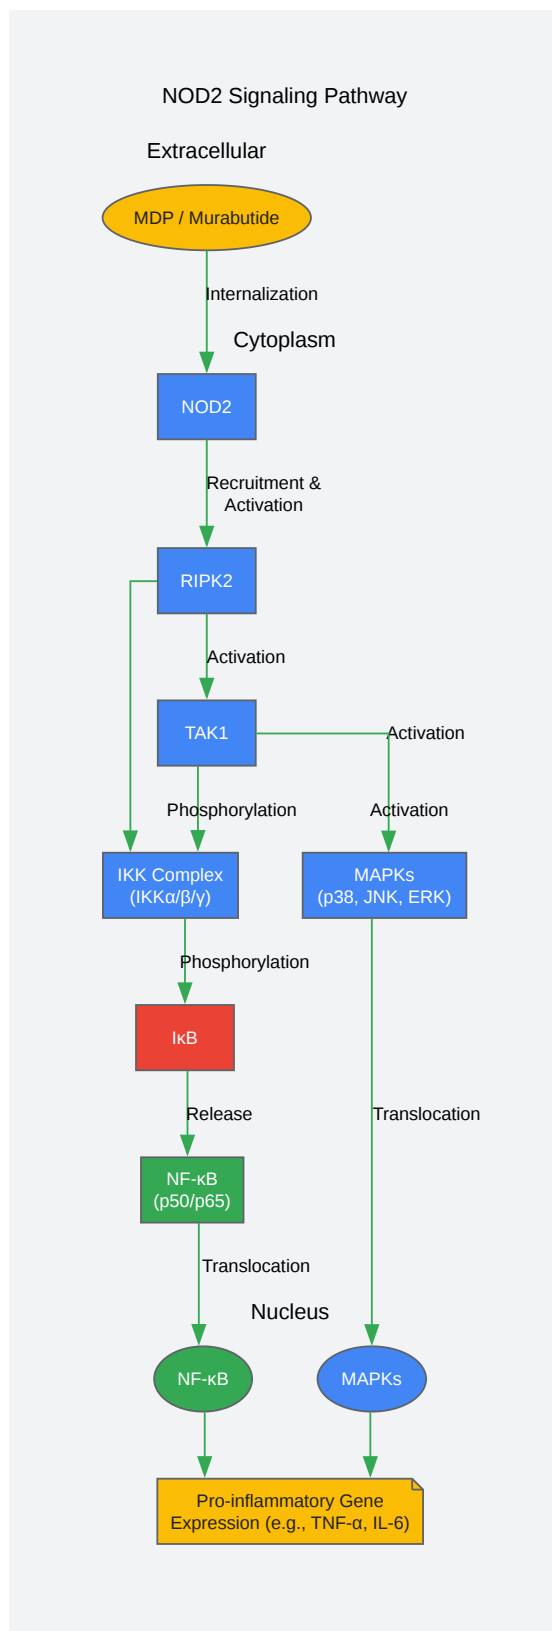 NOD2 Signaling Pathway
Extracellular
MDP / Murabutide
Internalization
Cytoplasm
NOD2
Recruitment &
Activation
RIPK2
Activation
TAK1
Activation
Phosphorylation
Activation
IKK Complex
(IKKα/β/γ)
MAPKs
(p38, JNK, ERK)
Phosphorylation
IκB
Release
Translocation
NF-κB
(p50/p65)
Translocation
Nucleus
NF-κB
MAPKs
Pro-inflammatory Gene
Expression (e.g., TNF-α, IL-6)